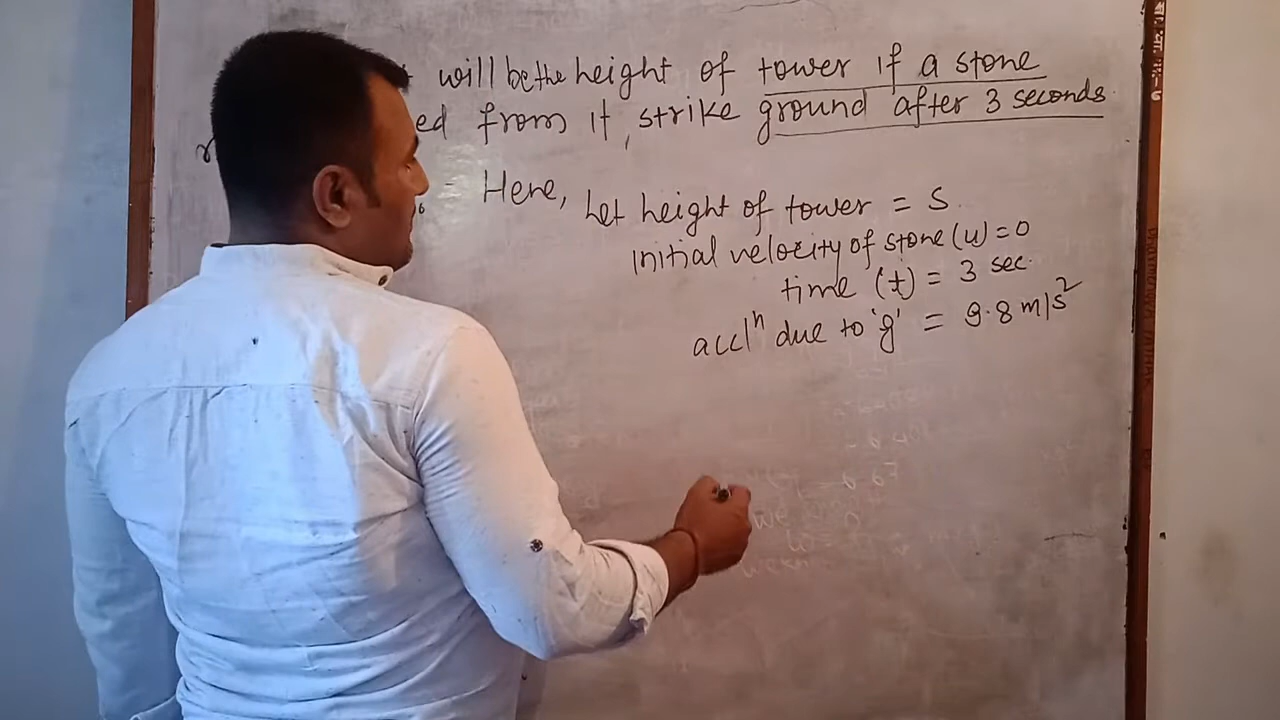 will be the height of tower if a stone
ed from it, strike ground after 3 seconds.
- Here, Let height of tower = S.
initial velocity of stone (u) = 0
time (t) = 3 sec.
acclⁿ due to 'g' = 9.8 m/s²